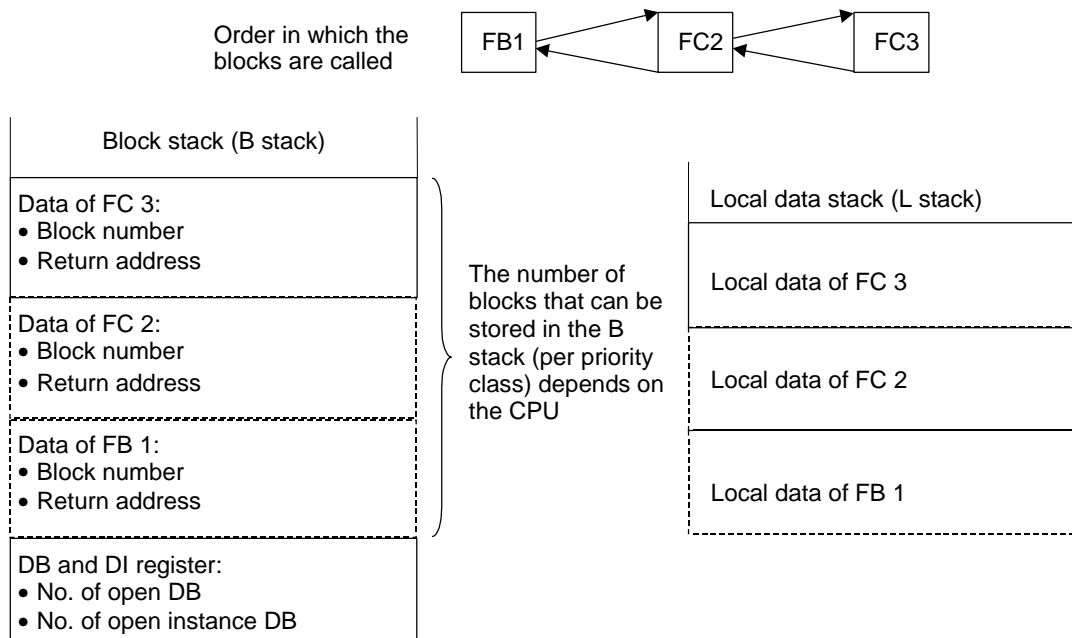 Order in which the
blocks are called
FB1
FC2
FC3
Block stack (B stack)
Data of FC 3:
• Block number
• Return address
Data of FC 2:
• Block number
• Return address
Data of FB 1:
• Block number
• Return address
DB and DI register:
• No. of open DB
• No. of open instance DB
The number of
blocks that can be
stored in the B
stack (per priority
class) depends on
the CPU
Local data stack (L stack)
Local data of FC 3
Local data of FC 2
Local data of FB 1